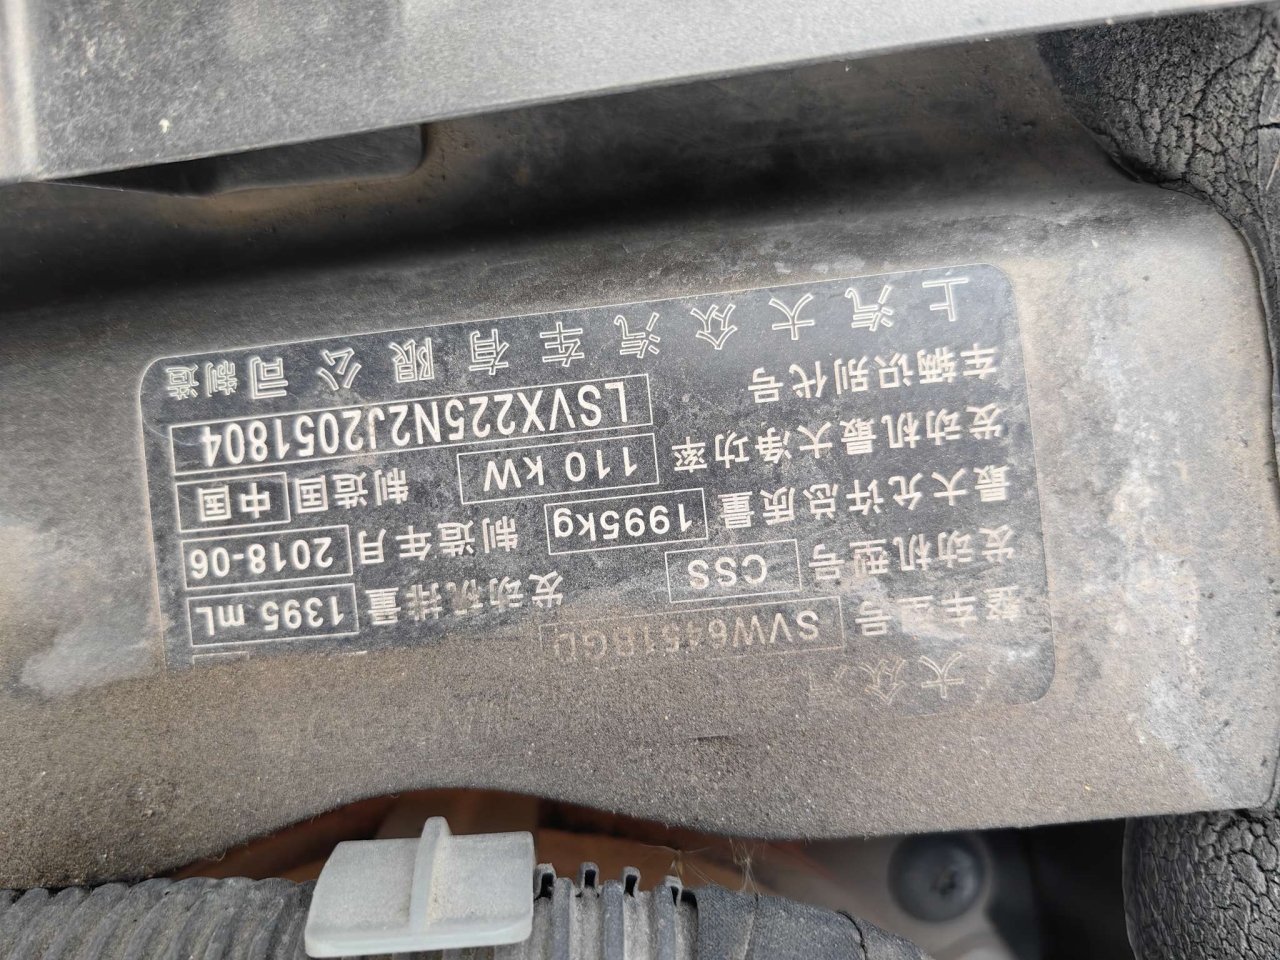 大众汽
整车型号 SVW6451BGD
发动机型号 CSS 发动机排量 1395 mL
最大允许总质量 1995kg 制造年月 2018-06
发动机最大净功率 110 kW 制造国 中国
车辆识别代号 LSVX225N2J2051804
上汽大众汽车有限公司 制造